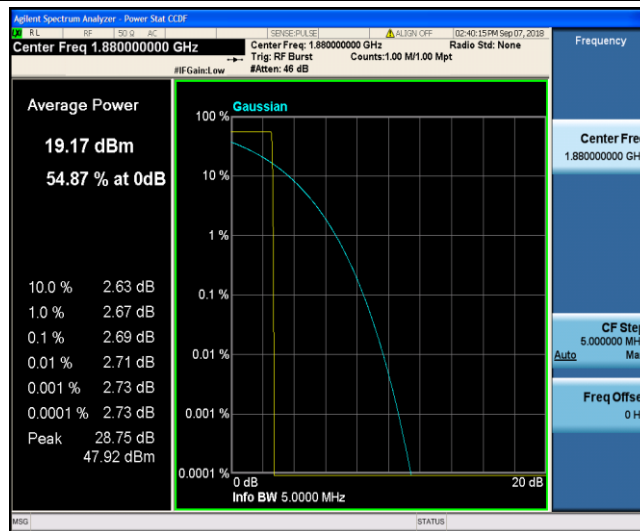 Agilent Spectrum Analyzer - Power Stat CCDF
RL RF 50 Ω AC SENSE:PULSE ALIGN OFF 02:40:15 PM Sep 07, 2018
Center Freq 1.880000000 GHz
Center Freq: 1.880000000 GHz Radio Std: None
Trig: RF Burst Counts:1.00 M/1.00 Mpt
#IFGain:Low #Atten: 46 dB
Frequency
Average Power
19.17 dBm
54.87 % at 0dB
10.0 % 2.63 dB
1.0 % 2.67 dB
0.1 % 2.69 dB
0.01 % 2.71 dB
0.001 % 2.73 dB
0.0001 % 2.73 dB
Peak 28.75 dB
47.92 dBm
Gaussian
100 %
10 %
1 %
0.1 %
0.01 %
0.001 %
0.0001 %
0 dB 20 dB
Info BW 5.0000 MHz
Center Fre
1.880000000 GH
CF Step
5.000000 MH
Auto Ma
Freq Offse
0 H
MSG STATUS